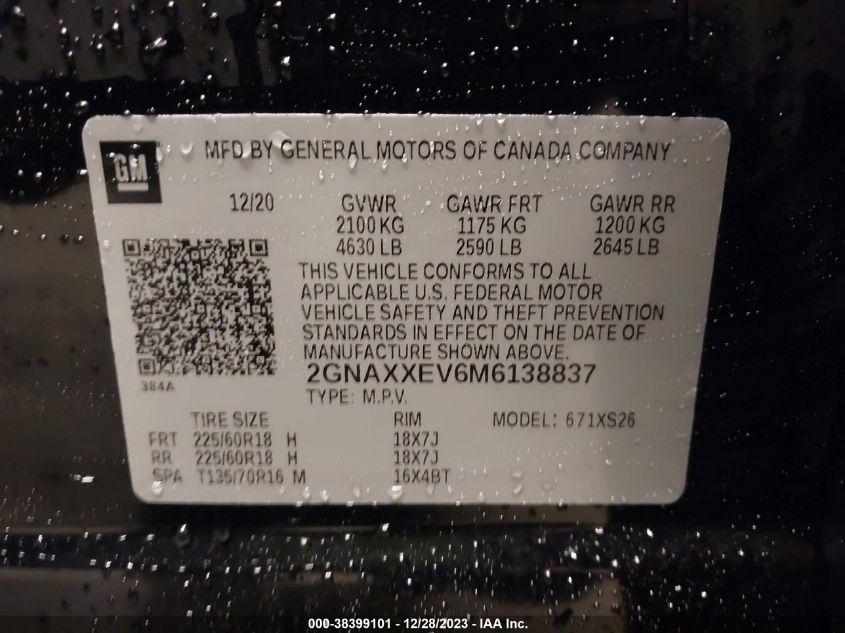 GM
MFD BY GENERAL MOTORS OF CANADA COMPANY
12/20 GVWR GAWR FRT GAWR RR
2100 KG 1175 KG 1200 KG
4630 LB 2590 LB 2645 LB
THIS VEHICLE CONFORMS TO ALL
APPLICABLE U.S. FEDERAL MOTOR
VEHICLE SAFETY AND THEFT PREVENTION
STANDARDS IN EFFECT ON THE DATE OF
MANUFACTURE SHOWN ABOVE.
384A
2GNAXXEV6M6138837
TYPE: M.P.V.
TIRE SIZE RIM MODEL: 671XS26
FRT 225/60R18 H 18X7J
RR 225/60R18 H 18X7J
SPA T135/70R16 M 16X4BT
000-38399101 - 12/28/2023 - IAA Inc.